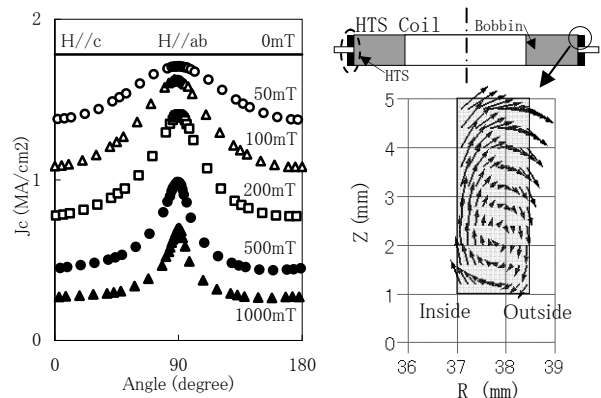 2
H//c H//ab 0mT
50mT
100mT
1
200mT
500mT
1000mT
0
0 90 180
Angle (degree)
Jc (MA/cm2)
HTS Coil
Bobbin
HTS
5
4
3
2
1
0
Z (mm)
Inside Outside
36 37 38 39
R (mm)